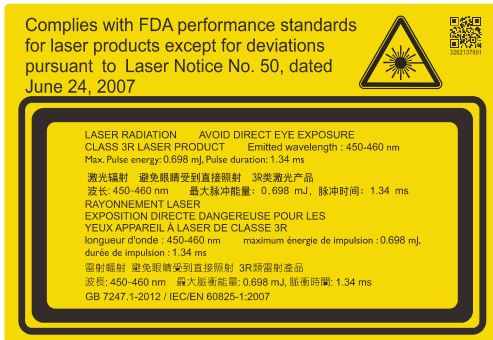 Complies with FDA performance standards
for laser products except for deviations
pursuant to Laser Notice No. 50, dated
June 24, 2007
3262137901
LASER RADIATION AVOID DIRECT EYE EXPOSURE
CLASS 3R LASER PRODUCT Emitted wavelength : 450-460 nm
Max. Pulse energy: 0.698 mJ, Pulse duration: 1.34 ms
激光辐射 避免眼睛受到直接照射 3R类激光产品
波长: 450-460 nm 最大脉冲能量: 0.698 mJ, 脉冲时间: 1.34 ms
RAYONNEMENT LASER
EXPOSITION DIRECTE DANGEREUSE POUR LES
YEUX APPAREIL À LASER DE CLASSE 3R
longueur d'onde : 450-460 nm maximum énergie de impulsion : 0.698 mJ,
durée de impulsion : 1.34 ms
雷射輻射 避免眼睛受到直接照射 3R類雷射產品
波長: 450-460 nm 最大脈衝能量: 0.698 mJ, 脈衝時間: 1.34 ms
GB 7247.1-2012 / IEC/EN 60825-1:2007